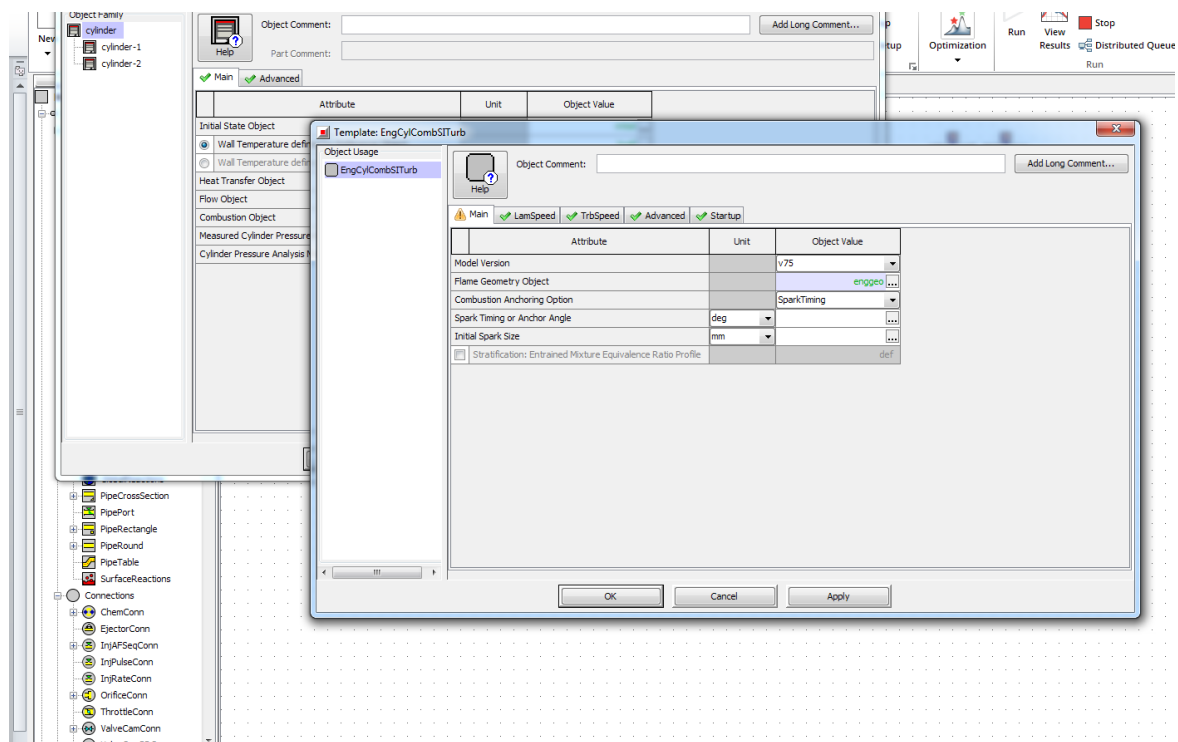 Object Family
cylinder
cylinder-1
cylinder-2
New
Help
Object Comment:
Add Long Comment...
Part Comment:
Main
Advanced
Attribute
Unit
Object Value
Initial State Object
Wall Temperature defin
Wall Temperature defin
Heat Transfer Object
Flow Object
Combustion Object
Measured Cylinder Pressure
Cylinder Pressure Analysis M
Optimization
Run
View
Results
Stop
Distributed Queue
Run
Template: EngCylCombSITurb
Object Usage
EngCylCombSITurb
Help
Object Comment:
Add Long Comment...
Main
LamSpeed
TrbSpeed
Advanced
Startup
Attribute
Unit
Object Value
Model Version
v75
Flame Geometry Object
enggeo
...
Combustion Anchoring Option
SparkTiming
Spark Timing or Anchor Angle
deg
...
Initial Spark Size
mm
...
Stratification: Entrained Mixture Equivalence Ratio Profile
def
OK
Cancel
Apply
PipeCrossSection
PipePort
PipeRectangle
PipeRound
PipeTable
SurfaceReactions
Connections
ChemConn
EjectorConn
InjAFSeqConn
InjPulseConn
InjRateConn
OrificeConn
ThrottleConn
ValveCamConn